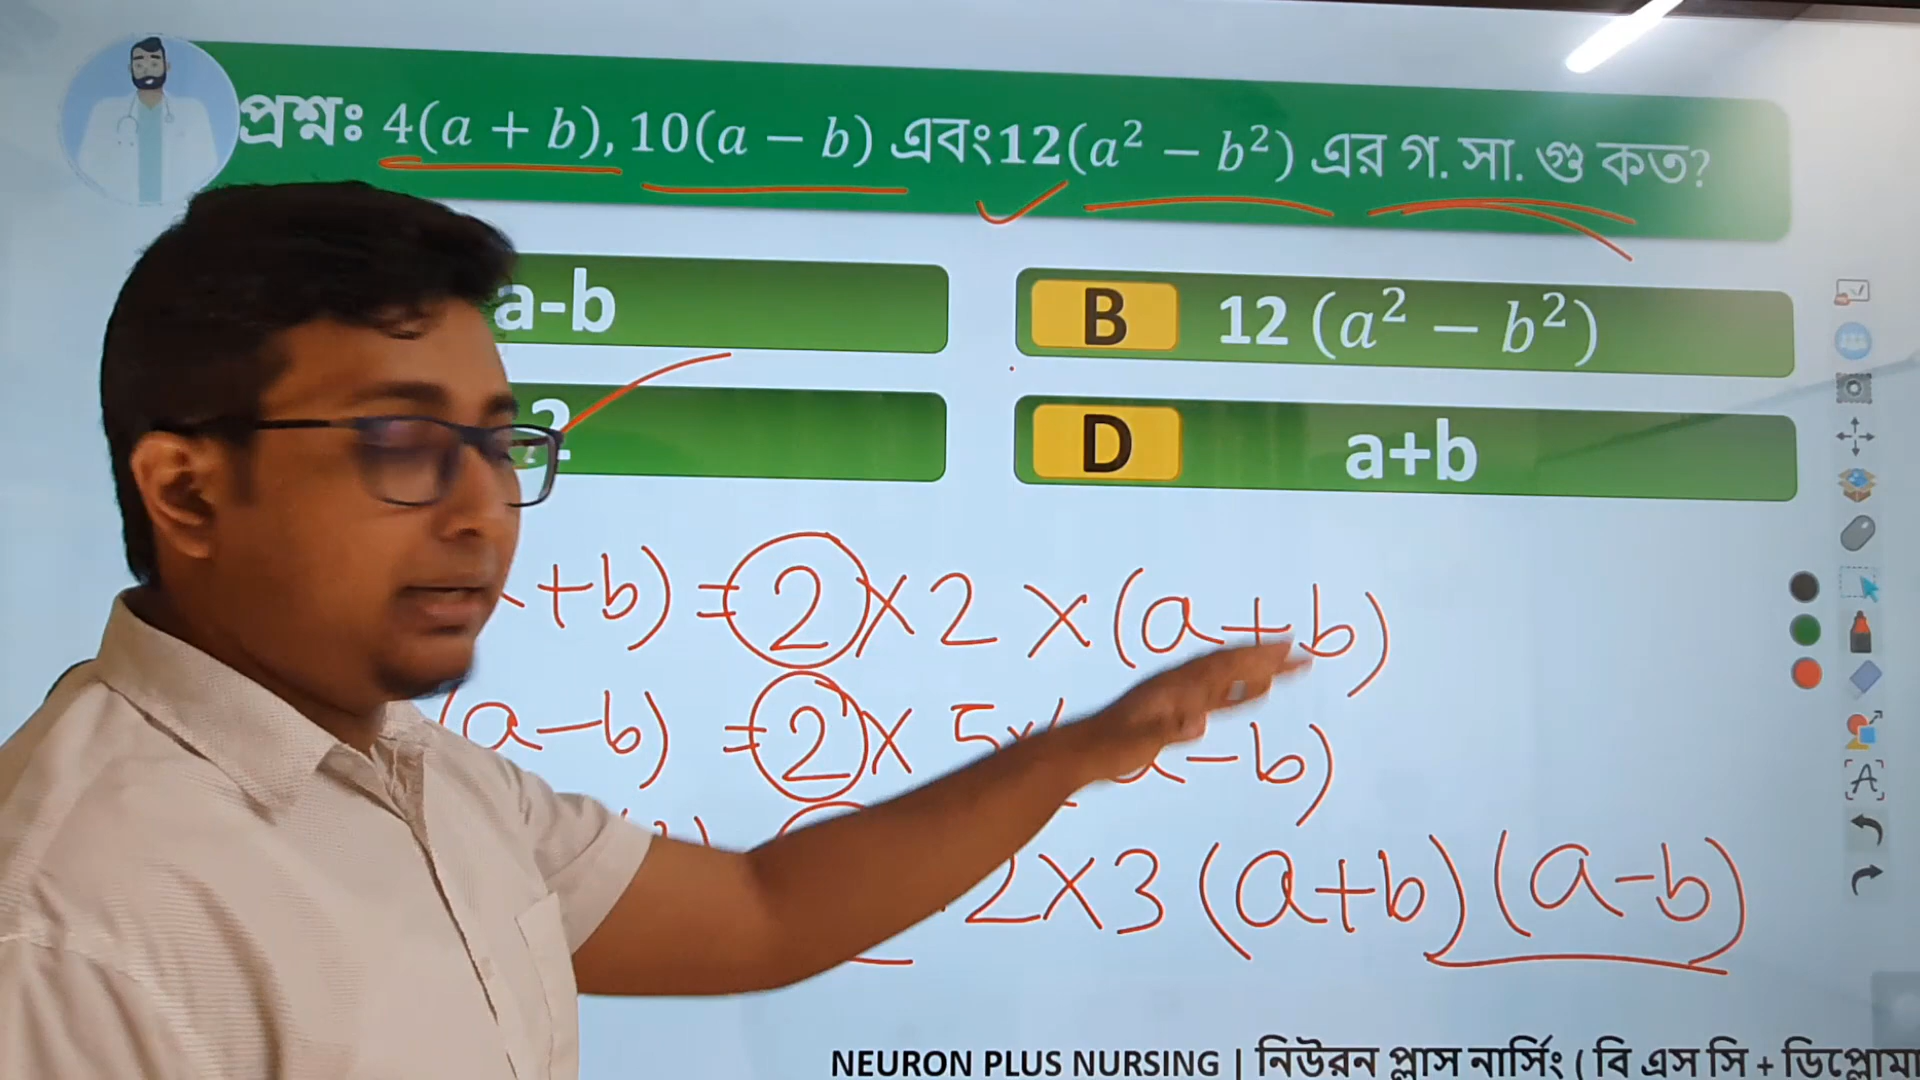 প্রশ্নঃ 4(a + b), 10(a − b) এবং 12(a² − b²) এর গ. সা. গু কত?
a-b
B 12 (a² − b²)
2
D a+b
+b) = 2 × 2 × (a+b)
(a−b) = 2 × 5 × (a−b)
2 × 3 (a+b) (a−b)
NEURON PLUS NURSING | নিউরন প্লাস নার্সিং ( বি এস সি + ডিপ্লোমা